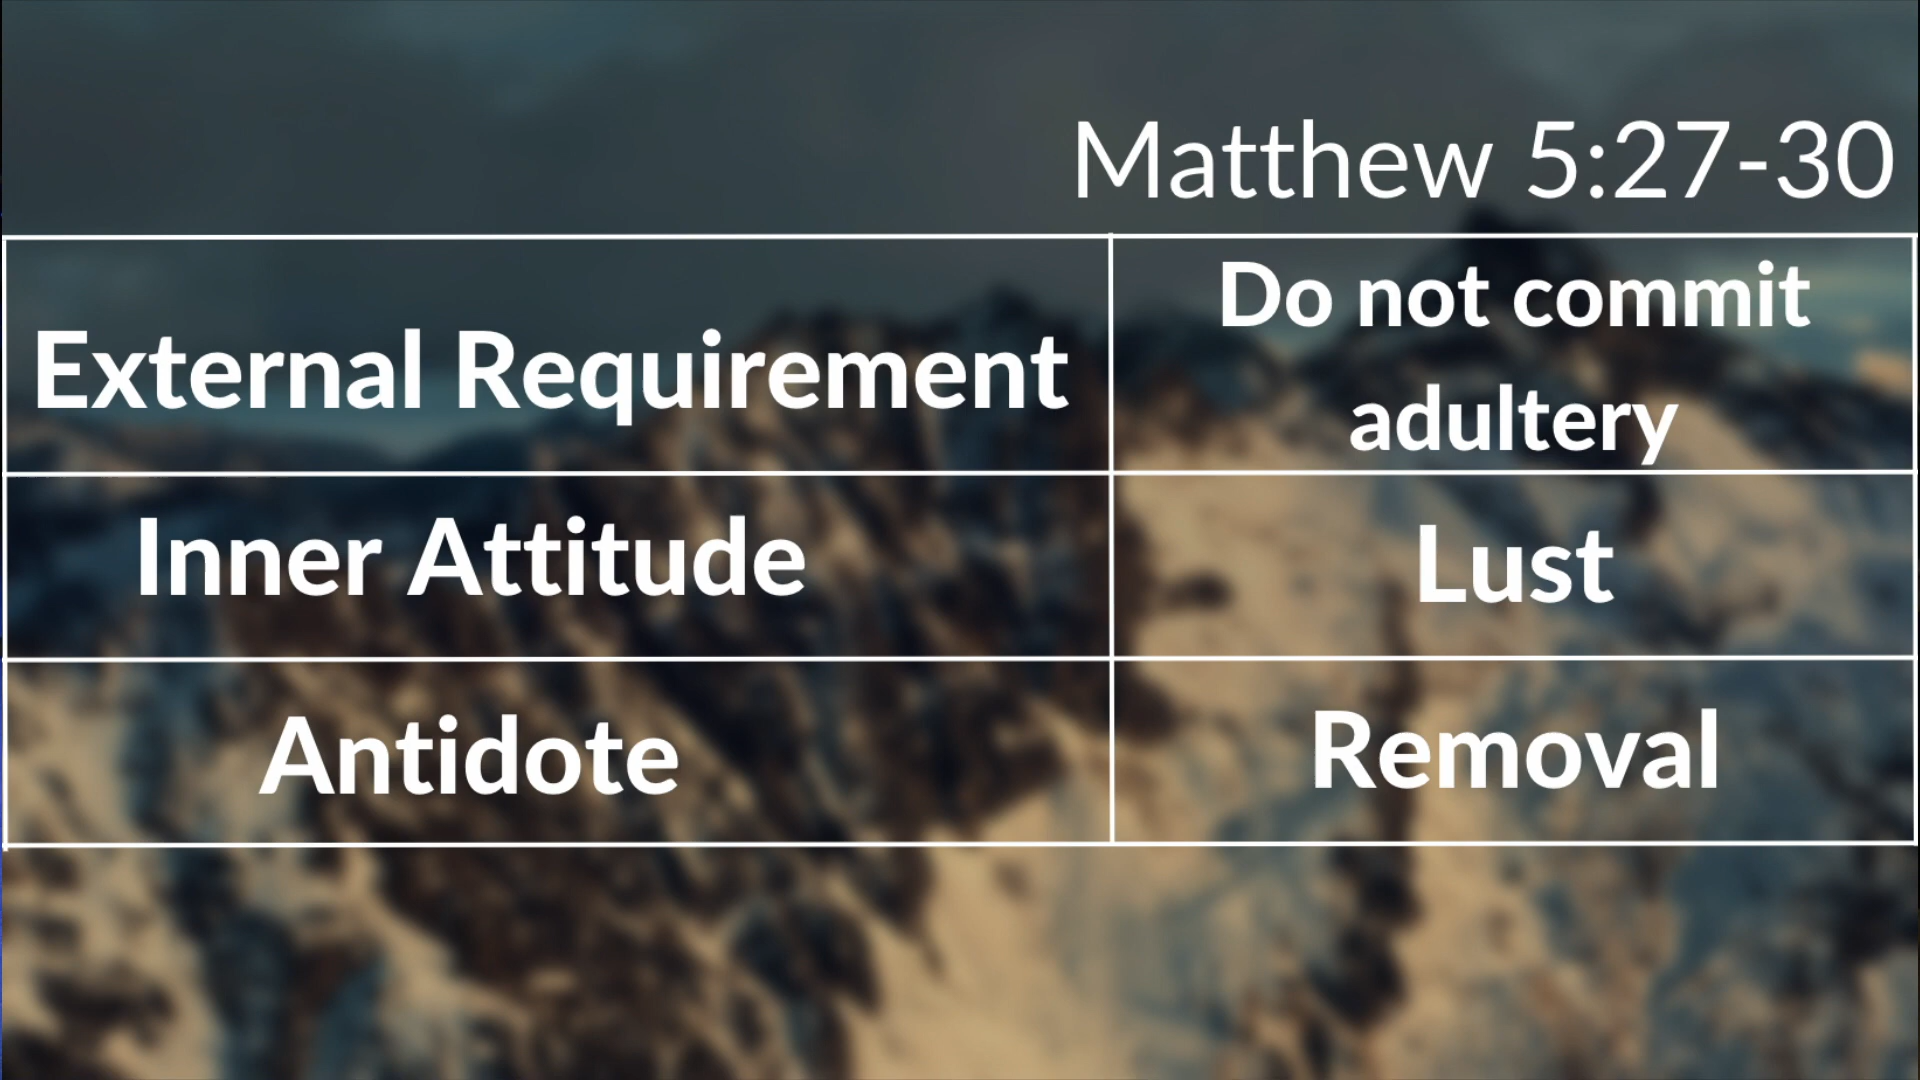 Matthew 5:27-30
External Requirement
Do not commit
adultery
Inner Attitude
Lust
Antidote
Removal